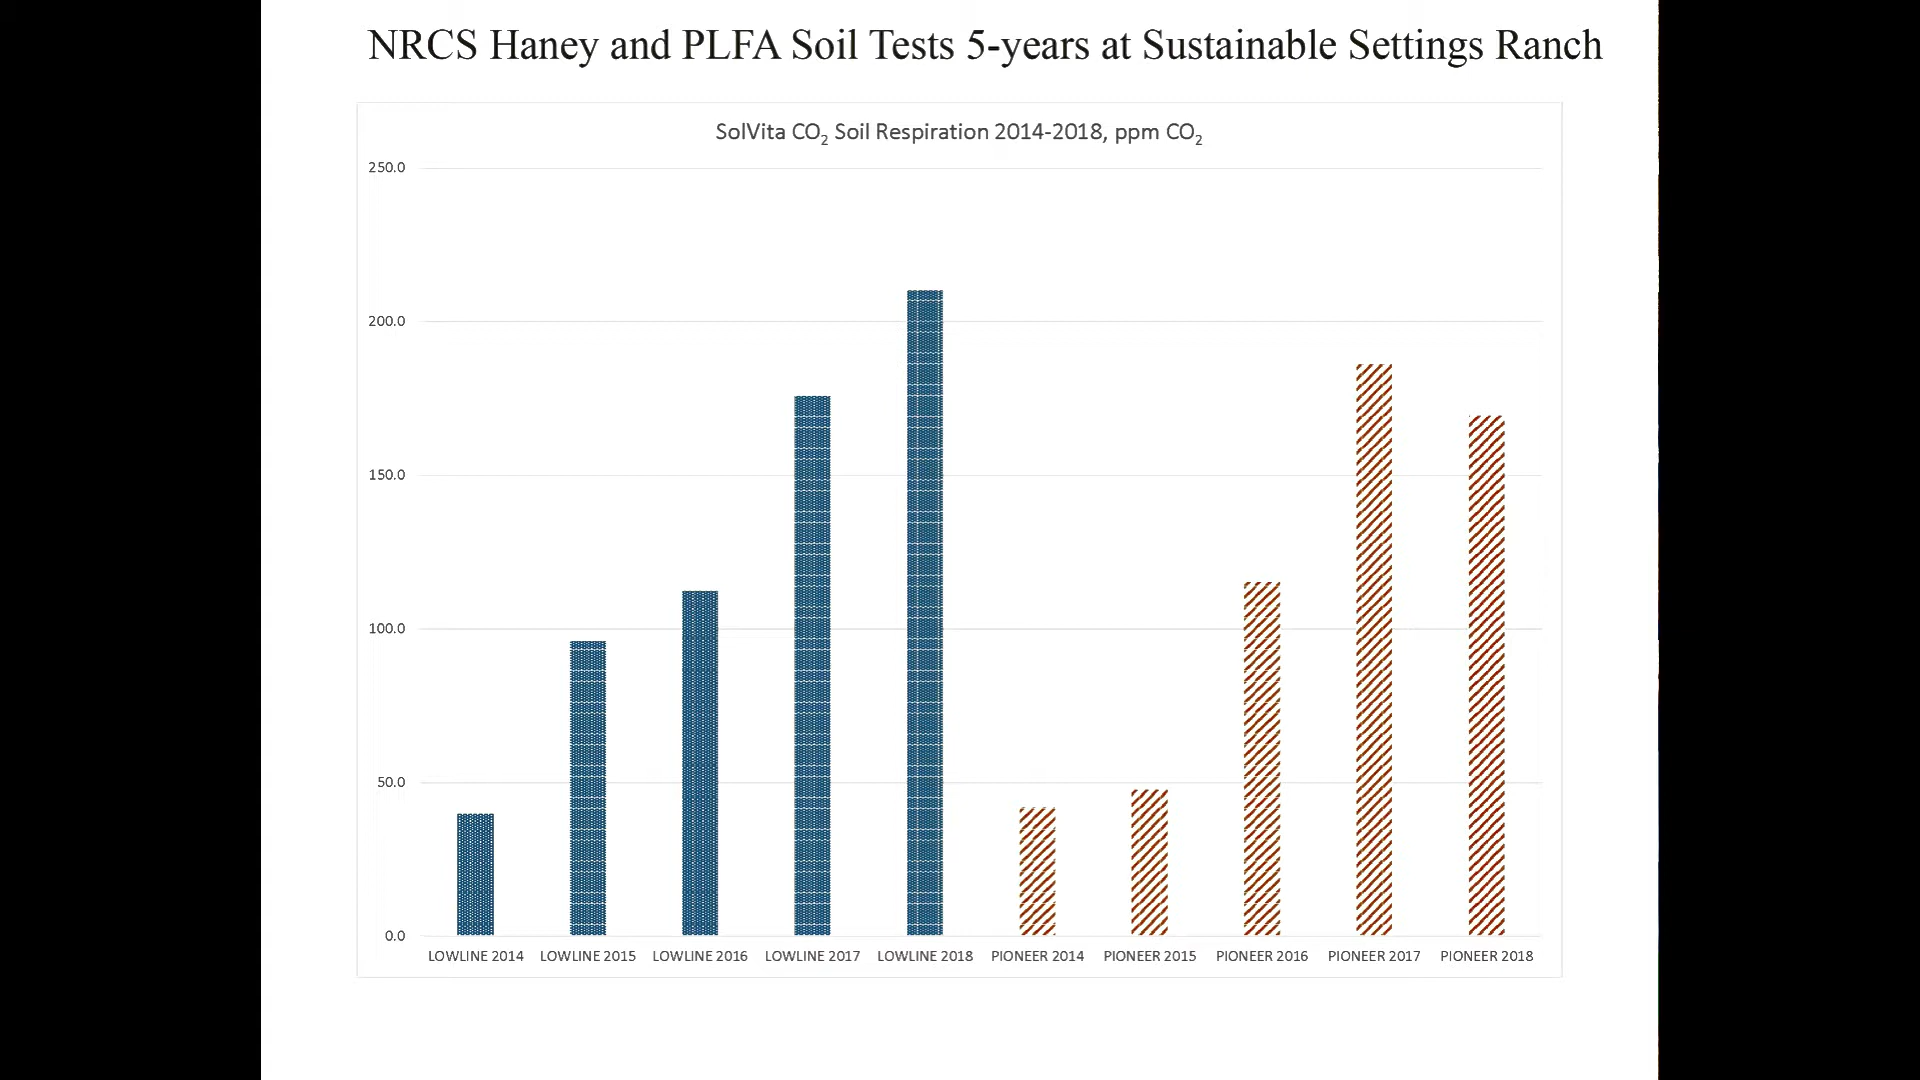 NRCS Haney and PLFA Soil Tests 5-years at Sustainable Settings Ranch
SolVita CO₂ Soil Respiration 2014-2018, ppm CO₂
250.0
200.0
150.0
100.0
50.0
0.0
LOWLINE 2014 LOWLINE 2015 LOWLINE 2016 LOWLINE 2017 LOWLINE 2018 PIONEER 2014 PIONEER 2015 PIONEER 2016 PIONEER 2017 PIONEER 2018